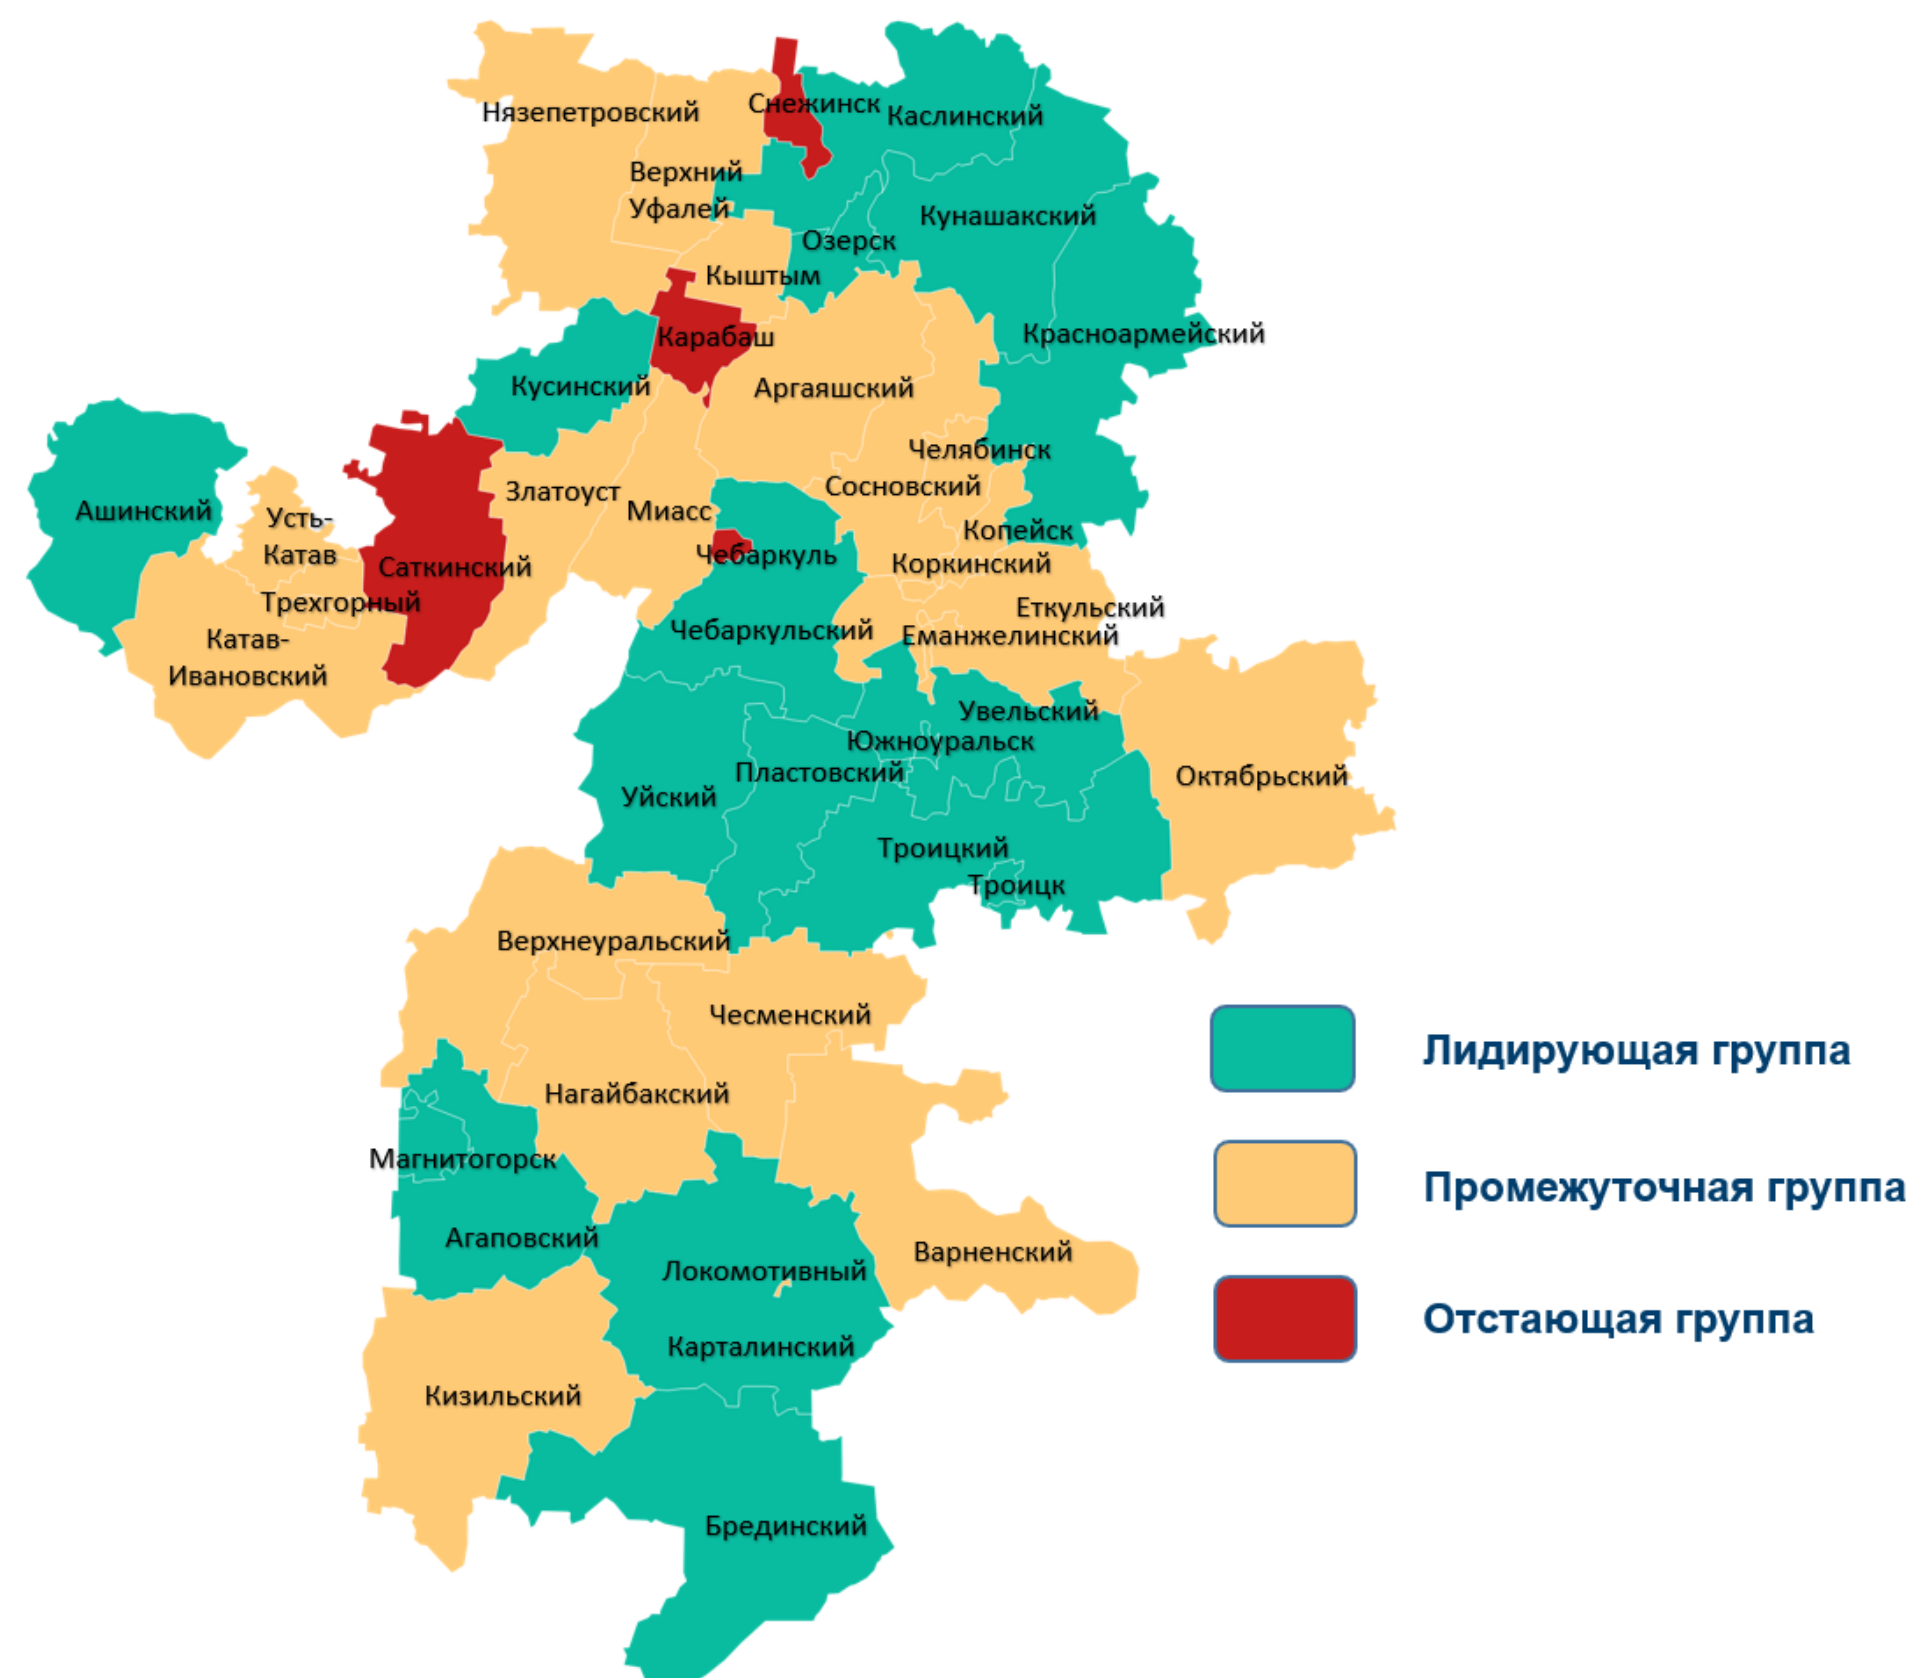 Нязепетровский
Снежинск
Каслинский
Верхний
Уфалей
Кунашакский
Озерск
Кыштым
Карабаш
Красноармейский
Кусинский
Аргаяшский
Челябинск
Сосновский
Златоуст
Миасс
Ашинский
Усть-
Катав
Копейск
Чебаркуль
Коркинский
Саткинский
Трехгорный
Еткульский
Катав-
Ивановский
Чебаркульский
Еманжелинский
Увельский
Южноуральск
Пластовский
Октябрьский
Уйский
Троицкий
Троицк
Верхнеуральский
Чесменский
Лидирующая группа
Нагайбакский
Магнитогорск
Промежуточная группа
Агаповский
Варненский
Локомотивный
Отстающая группа
Карталинский
Кизильский
Брединский